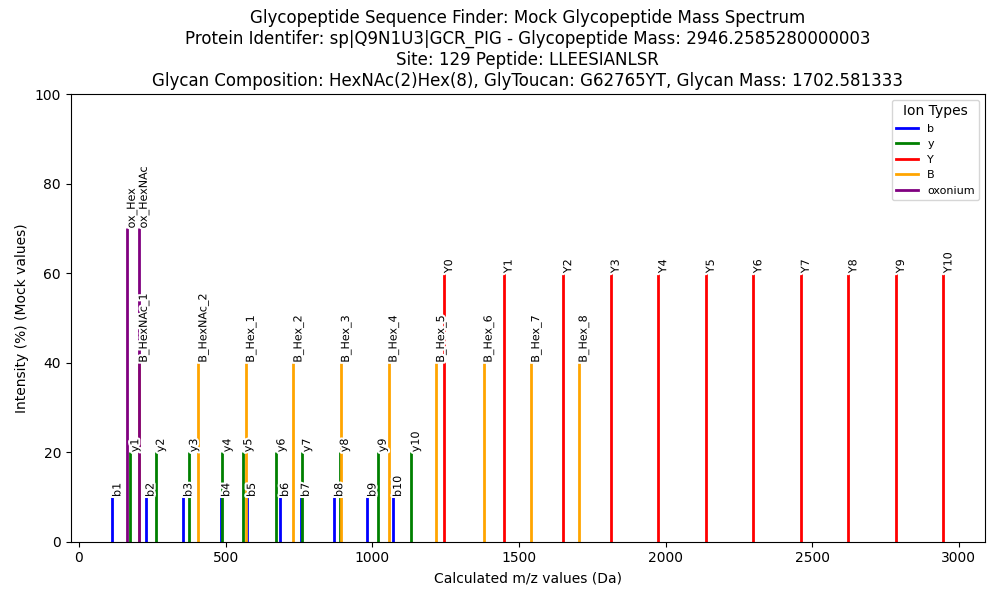 Glycopeptide Sequence Finder: Mock Glycopeptide Mass Spectrum
Protein Identifer: sp|Q9N1U3|GCR_PIG - Glycopeptide Mass: 2946.2585280000003
Site: 129 Peptide: LLEESIANLSR
Glycan Composition: HexNAc(2)Hex(8), GlyToucan: G62765YT, Glycan Mass: 1702.581333
Intensity (%) (Mock values)
100
80
60
40
20
0
Ion Types
b
y
Y
B
oxonium
ox_Hex
ox_HexNAc
Y0
Y1
Y2
Y3
Y4
Y5
Y6
Y7
Y8
Y9
Y10
B_HexNAc_1
B_HexNAc_2
B_Hex_1
B_Hex_2
B_Hex_3
B_Hex_4
B_Hex_5
B_Hex_6
B_Hex_7
B_Hex_8
y1
y2
y3
y4
y5
y6
y7
y8
y9
y10
b1
b2
b3
b4
b5
b6
b7
b8
b9
b10
0
500
1000
1500
2000
2500
3000
Calculated m/z values (Da)